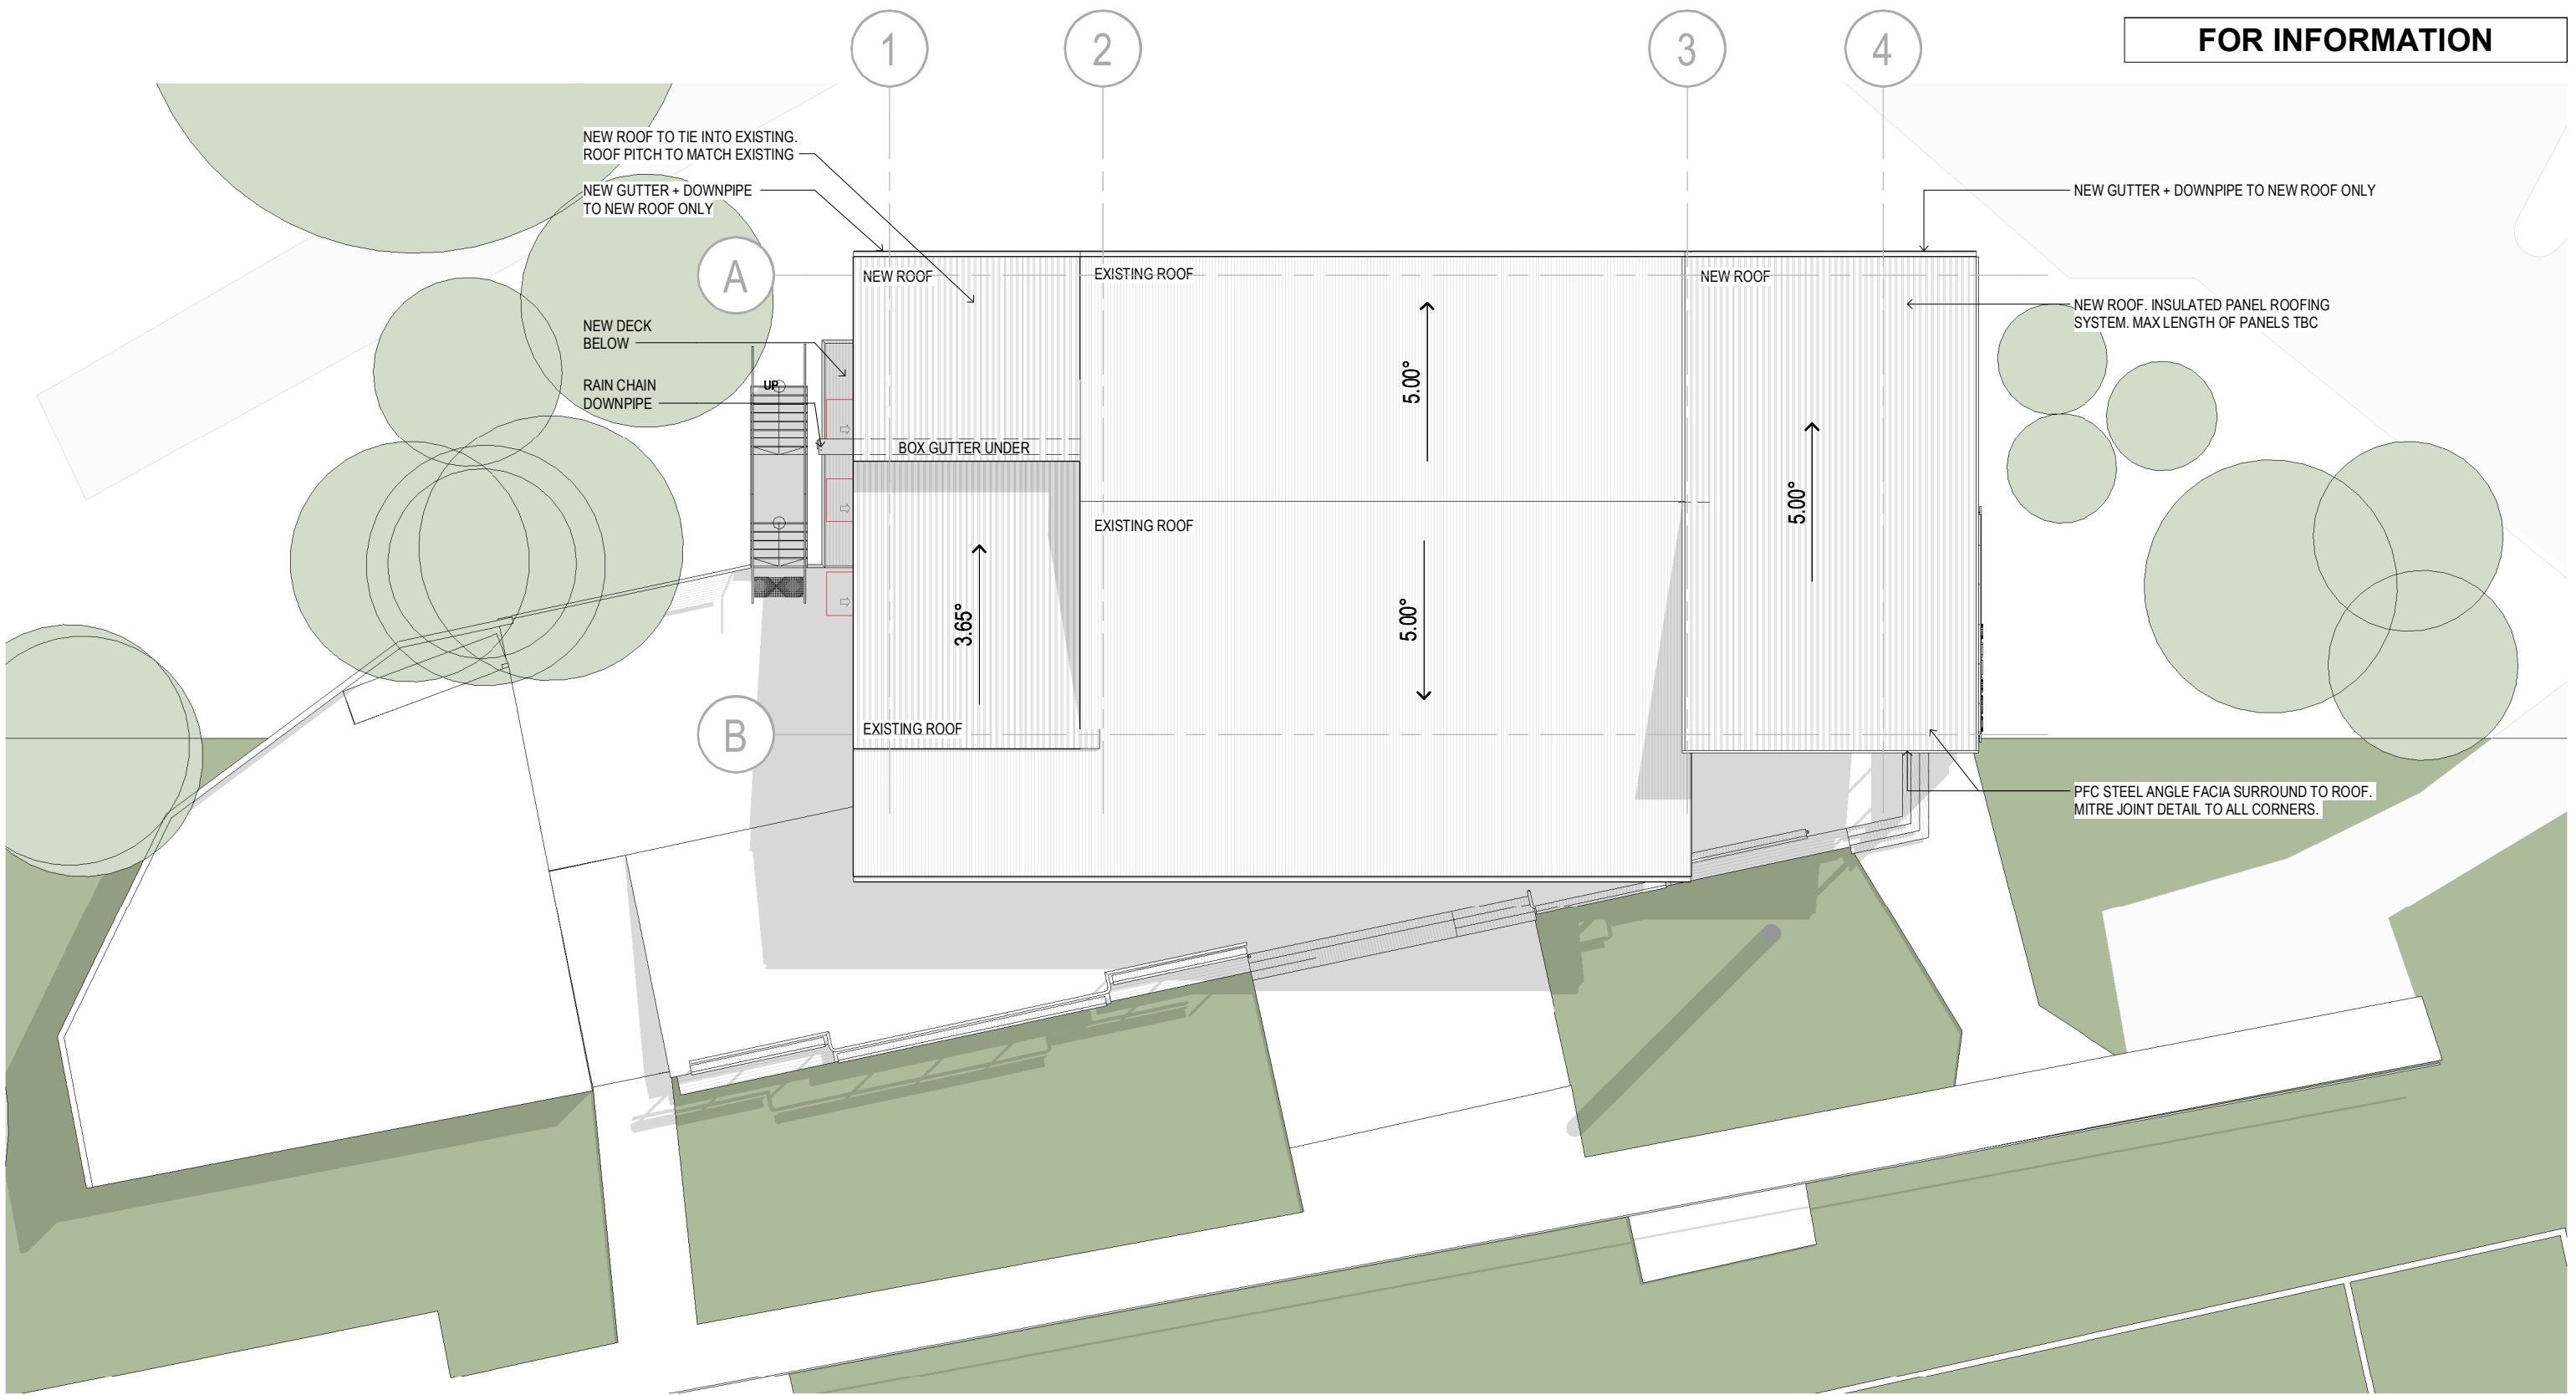 FOR INFORMATION
1
2
3
4
NEW ROOF TO TIE INTO EXISTING.
ROOF PITCH TO MATCH EXISTING
NEW GUTTER + DOWNPIPE
TO NEW ROOF ONLY
NEW GUTTER + DOWNPIPE TO NEW ROOF ONLY
A
NEW ROOF
EXISTING ROOF
NEW ROOF
NEW ROOF. INSULATED PANEL ROOFING
SYSTEM. MAX LENGTH OF PANELS TBC
NEW DECK
BELOW
5.00°
UP
RAIN CHAIN
DOWNPIPE
BOX GUTTER UNDER
5.00°
EXISTING ROOF
3.65°
5.00°
EXISTING ROOF
B
PFC STEEL ANGLE FACIA SURROUND TO ROOF.
MITRE JOINT DETAIL TO ALL CORNERS.